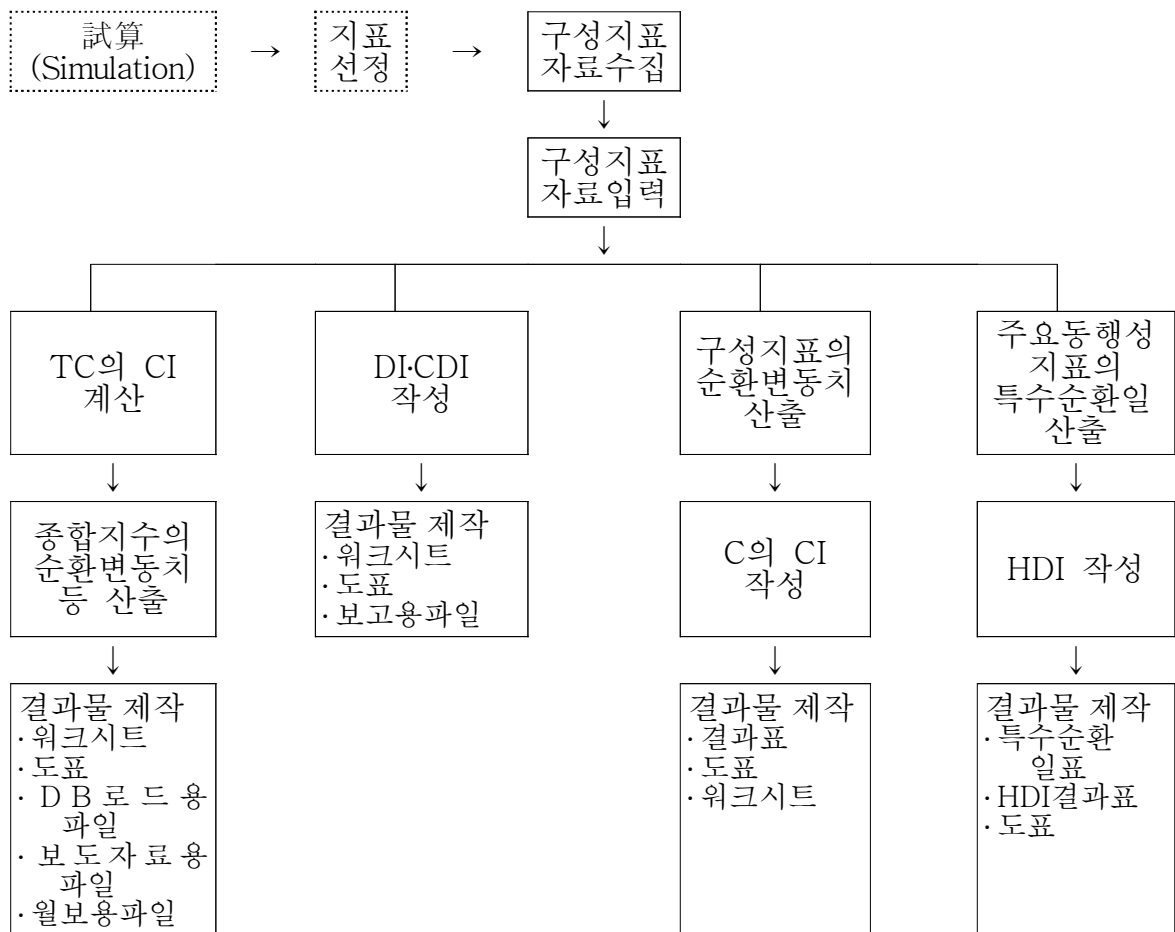 試算
(Simulation)
→
지표
선정
→
구성지표
자료수집
↓
구성지표
자료입력
↓
TC의 CI
계산
DI·CDI
작성
구성지표의
순환변동치
산출
주요동행성
지표의
특수순환일
산출
↓
↓
↓
↓
종합지수의
순환변동치
등 산출
결과물 제작
·워크시트
·도표
·보고용파일
C의 CI
작성
HDI 작성
↓
↓
↓
결과물 제작
·워크시트
·도표
·DB로드용
파일
·보도자료용
파일
·월보용파일
결과물 제작
·결과표
·도표
·워크시트
결과물 제작
·특수순환
일표
·HDI결과표
·도표